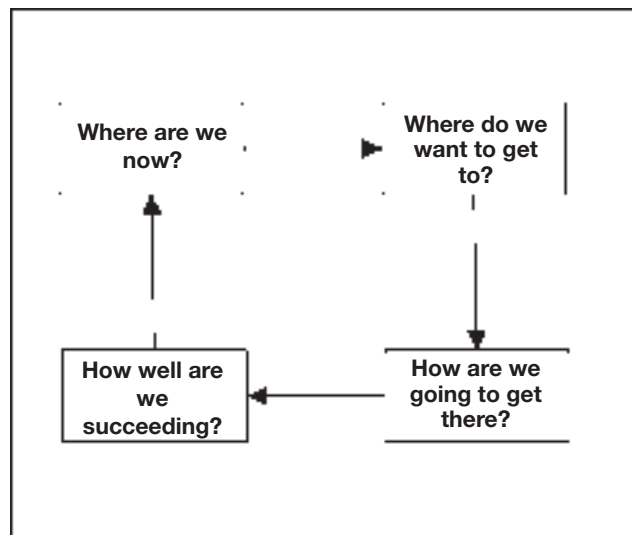 Where are we
now?
Where do we
want to get
to?
How well are
we
succeeding?
How are we
going to get
there?